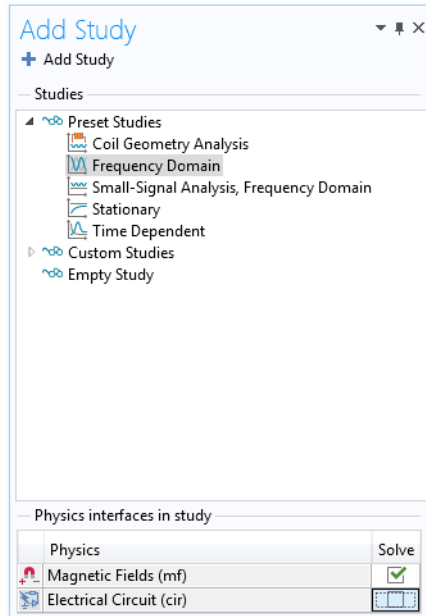 Add Study
Add Study
Studies
Preset Studies
Coil Geometry Analysis
Frequency Domain
Small-Signal Analysis, Frequency Domain
Stationary
Time Dependent
Custom Studies
Empty Study
Physics interfaces in study
Physics Solve
Magnetic Fields (mf)
Electrical Circuit (cir)